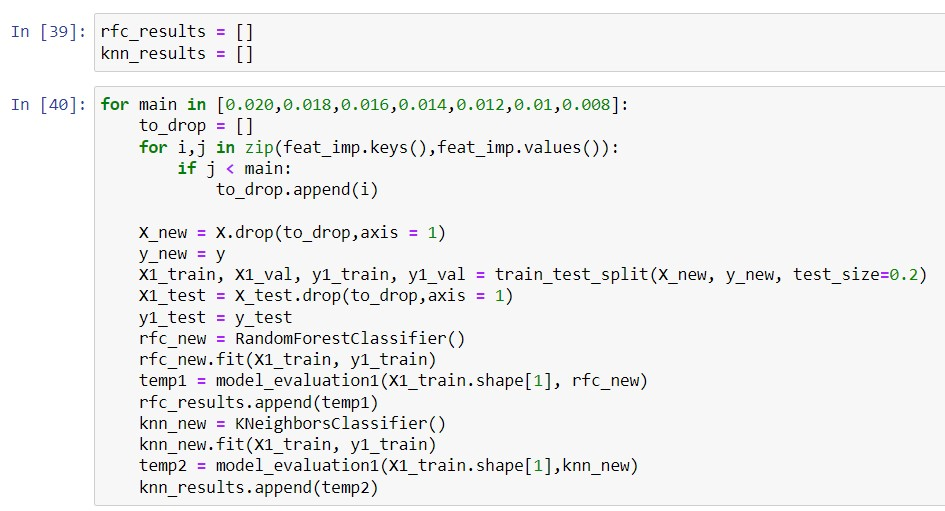 In [39]: rfc_results = []
knn_results = []
In [40]: for main in [0.020,0.018,0.016,0.014,0.012,0.01,0.008]:
    to_drop = []
    for i,j in zip(feat_imp.keys(),feat_imp.values()):
        if j < main:
            to_drop.append(i)

    X_new = X.drop(to_drop,axis = 1)
    y_new = y
    X1_train, X1_val, y1_train, y1_val = train_test_split(X_new, y_new, test_size=0.2)
    X1_test = X_test.drop(to_drop,axis = 1)
    y1_test = y_test
    rfc_new = RandomForestClassifier()
    rfc_new.fit(X1_train, y1_train)
    temp1 = model_evaluation1(X1_train.shape[1], rfc_new)
    rfc_results.append(temp1)
    knn_new = KNeighborsClassifier()
    knn_new.fit(X1_train, y1_train)
    temp2 = model_evaluation1(X1_train.shape[1],knn_new)
    knn_results.append(temp2)